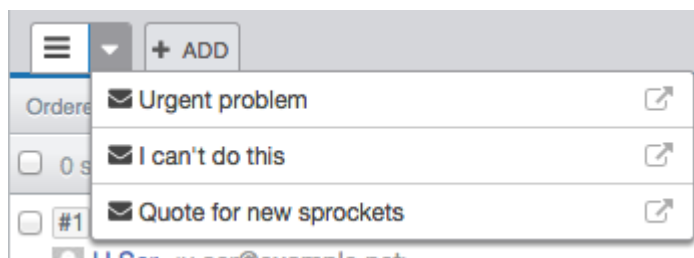 + ADD
Urgent problem
I can't do this
Quote for new sprockets
Ordere
0 s
#1